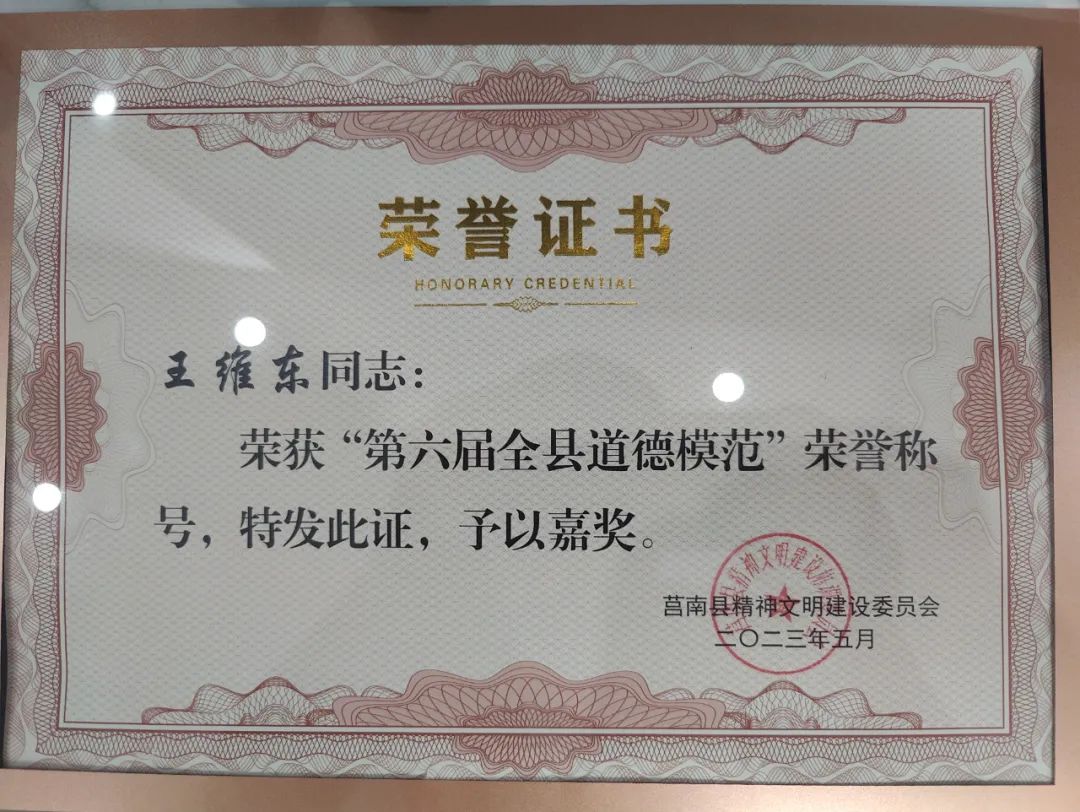 荣誉证书
HONORARY CREDENTIAL
王维东同志：
荣获“第六届全县道德模范”荣誉称
号，特发此证，予以嘉奖。
莒南县精神文明建设委员会
二〇二三年五月